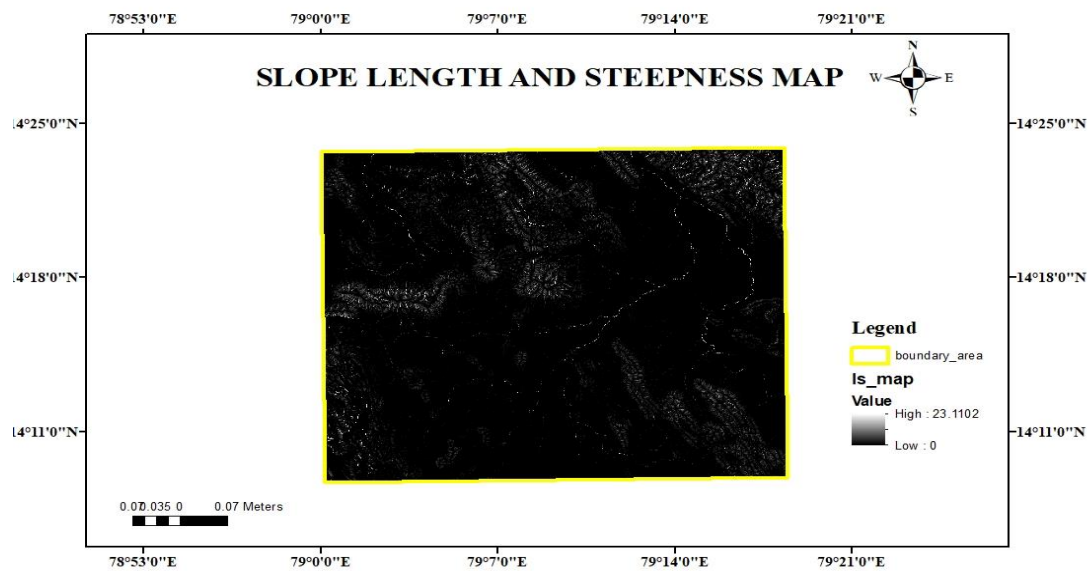 78°53'0"E 79°0'0"E 79°7'0"E 79°14'0"E 79°21'0"E
N
SLOPE LENGTH AND STEEPNESS MAP
W E
S
14°25'0"N 14°25'0"N
14°18'0"N 14°18'0"N
Legend
boundary_area
ls_map
Value
High : 23.1102
Low : 0
14°11'0"N 14°11'0"N
0.07 0.035 0 0.07 Meters
78°53'0"E 79°0'0"E 79°7'0"E 79°14'0"E 79°21'0"E